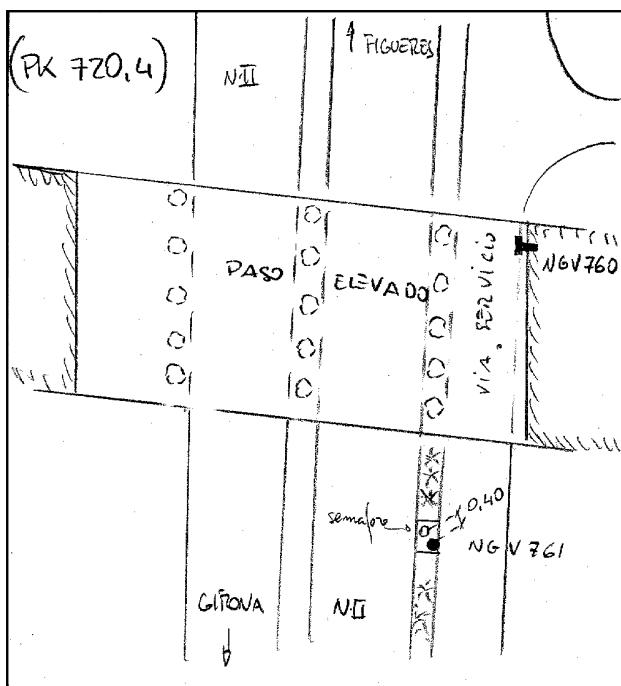 (PK 720,4)
N-II
↑ FIGUERES
PASO ELEVADO
VIA SERVICIO
NGV760
semaforo
0,40
NGV761
GIRONA
↓
N-II